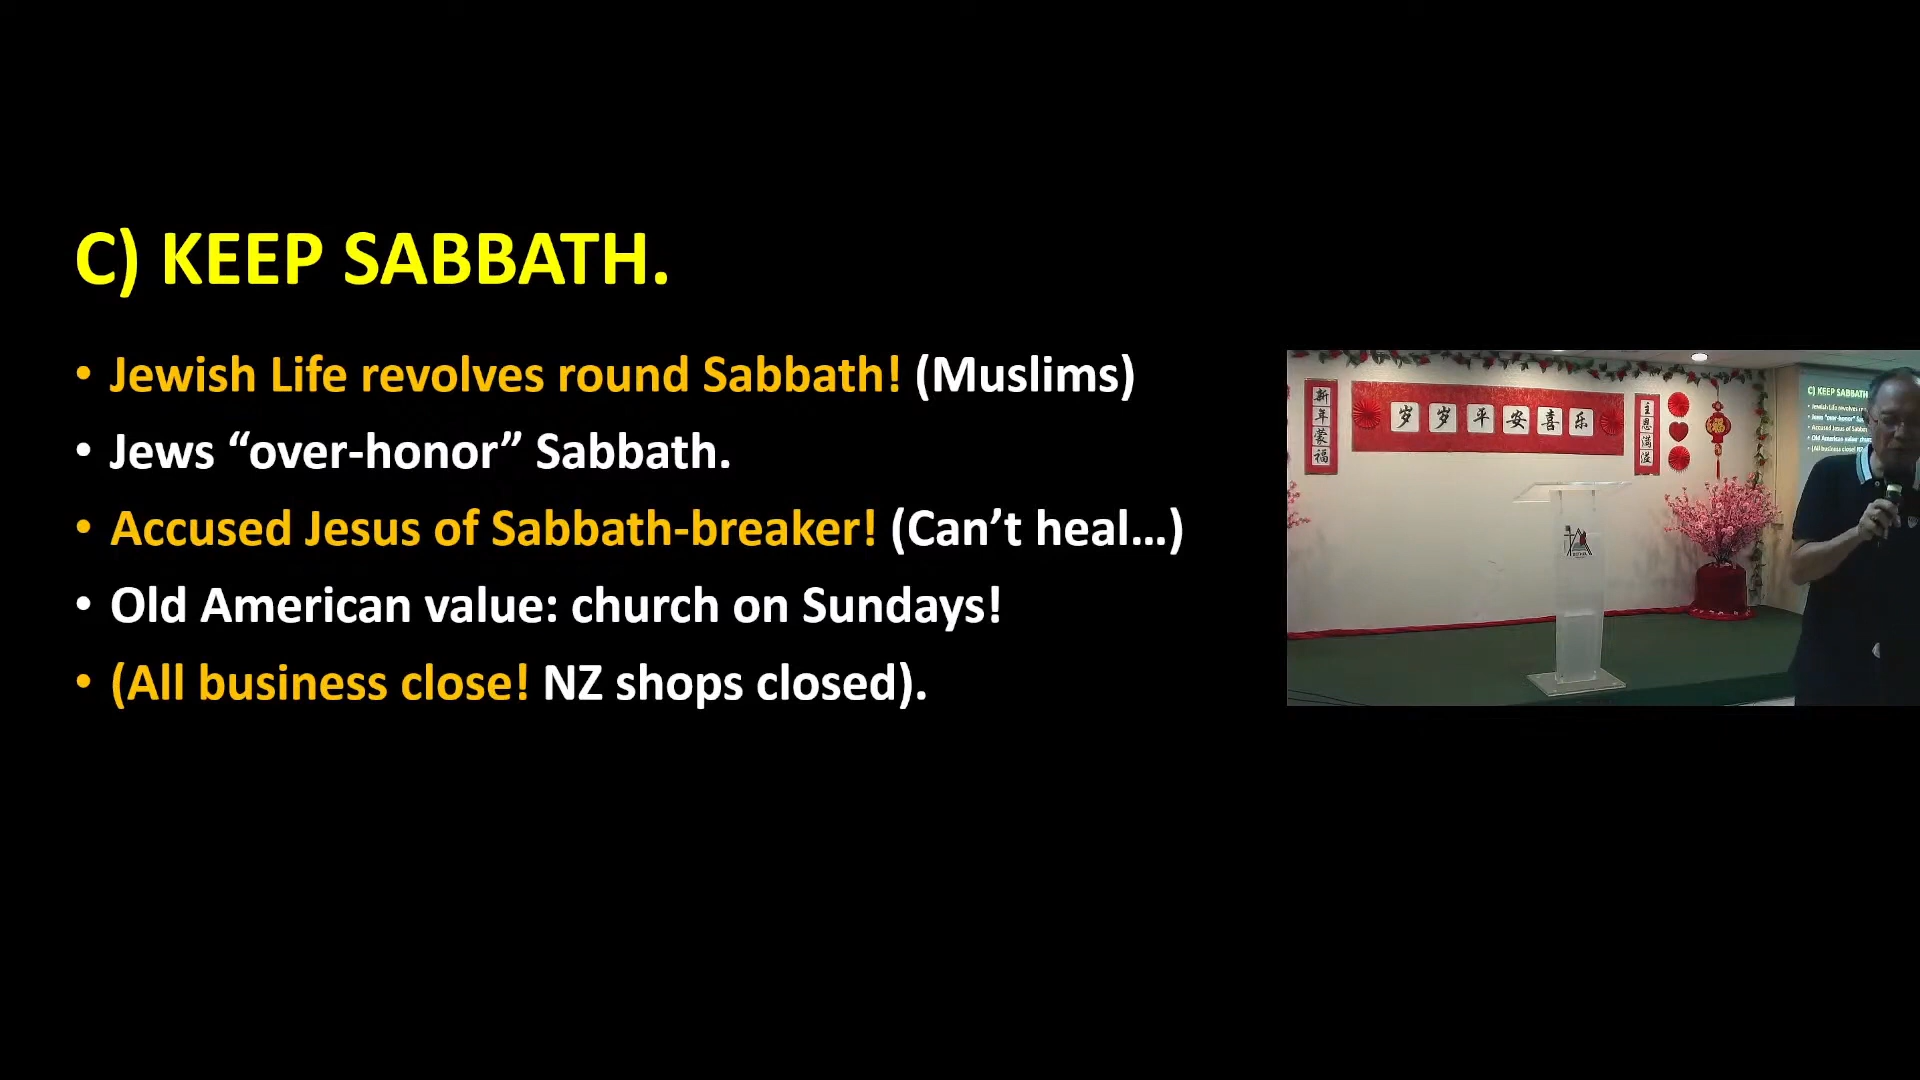 C) KEEP SABBATH.
• Jewish Life revolves round Sabbath! (Muslims)
• Jews “over-honor” Sabbath.
• Accused Jesus of Sabbath-breaker! (Can’t heal...)
• Old American value: church on Sundays!
• (All business close! NZ shops closed).
岁岁平安喜乐
新年蒙福
主恩满溢
C) KEEP SABBATH